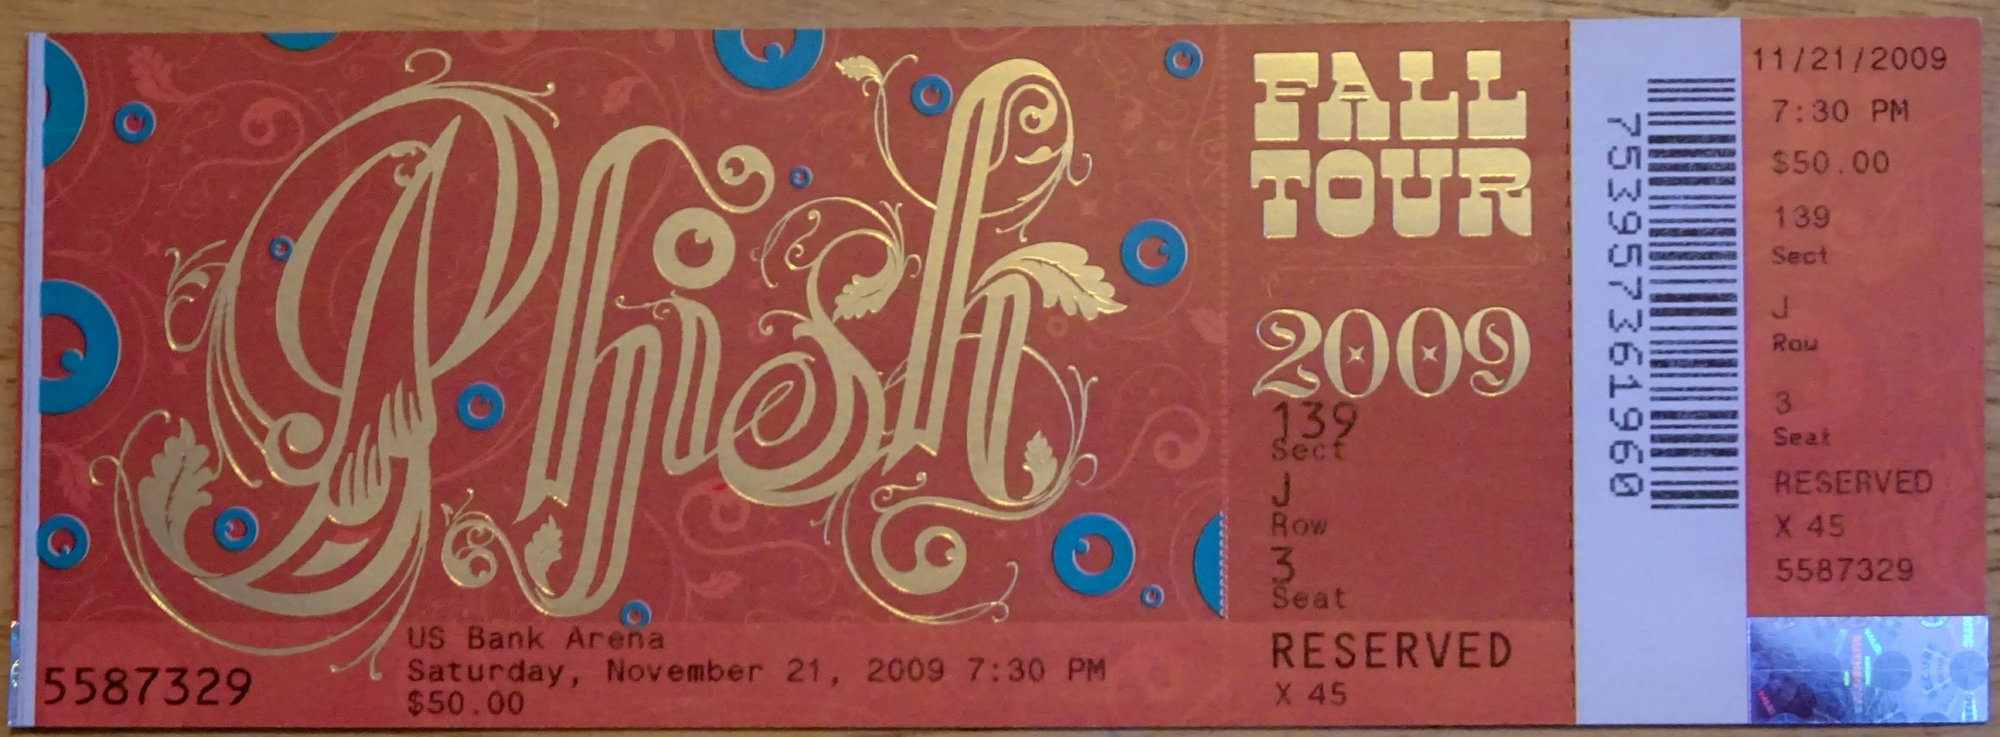 Phish
5587329
US Bank Arena
Saturday, November 21, 2009 7:30 PM
$50.00
FALL
TOUR
2009
139
Sect
J
Row
3
Seat
RESERVED
X 45
753957361960
11/21/2009
7:30 PM
$50.00
139
Sect
J
Row
3
Seat
RESERVED
X 45
5587329